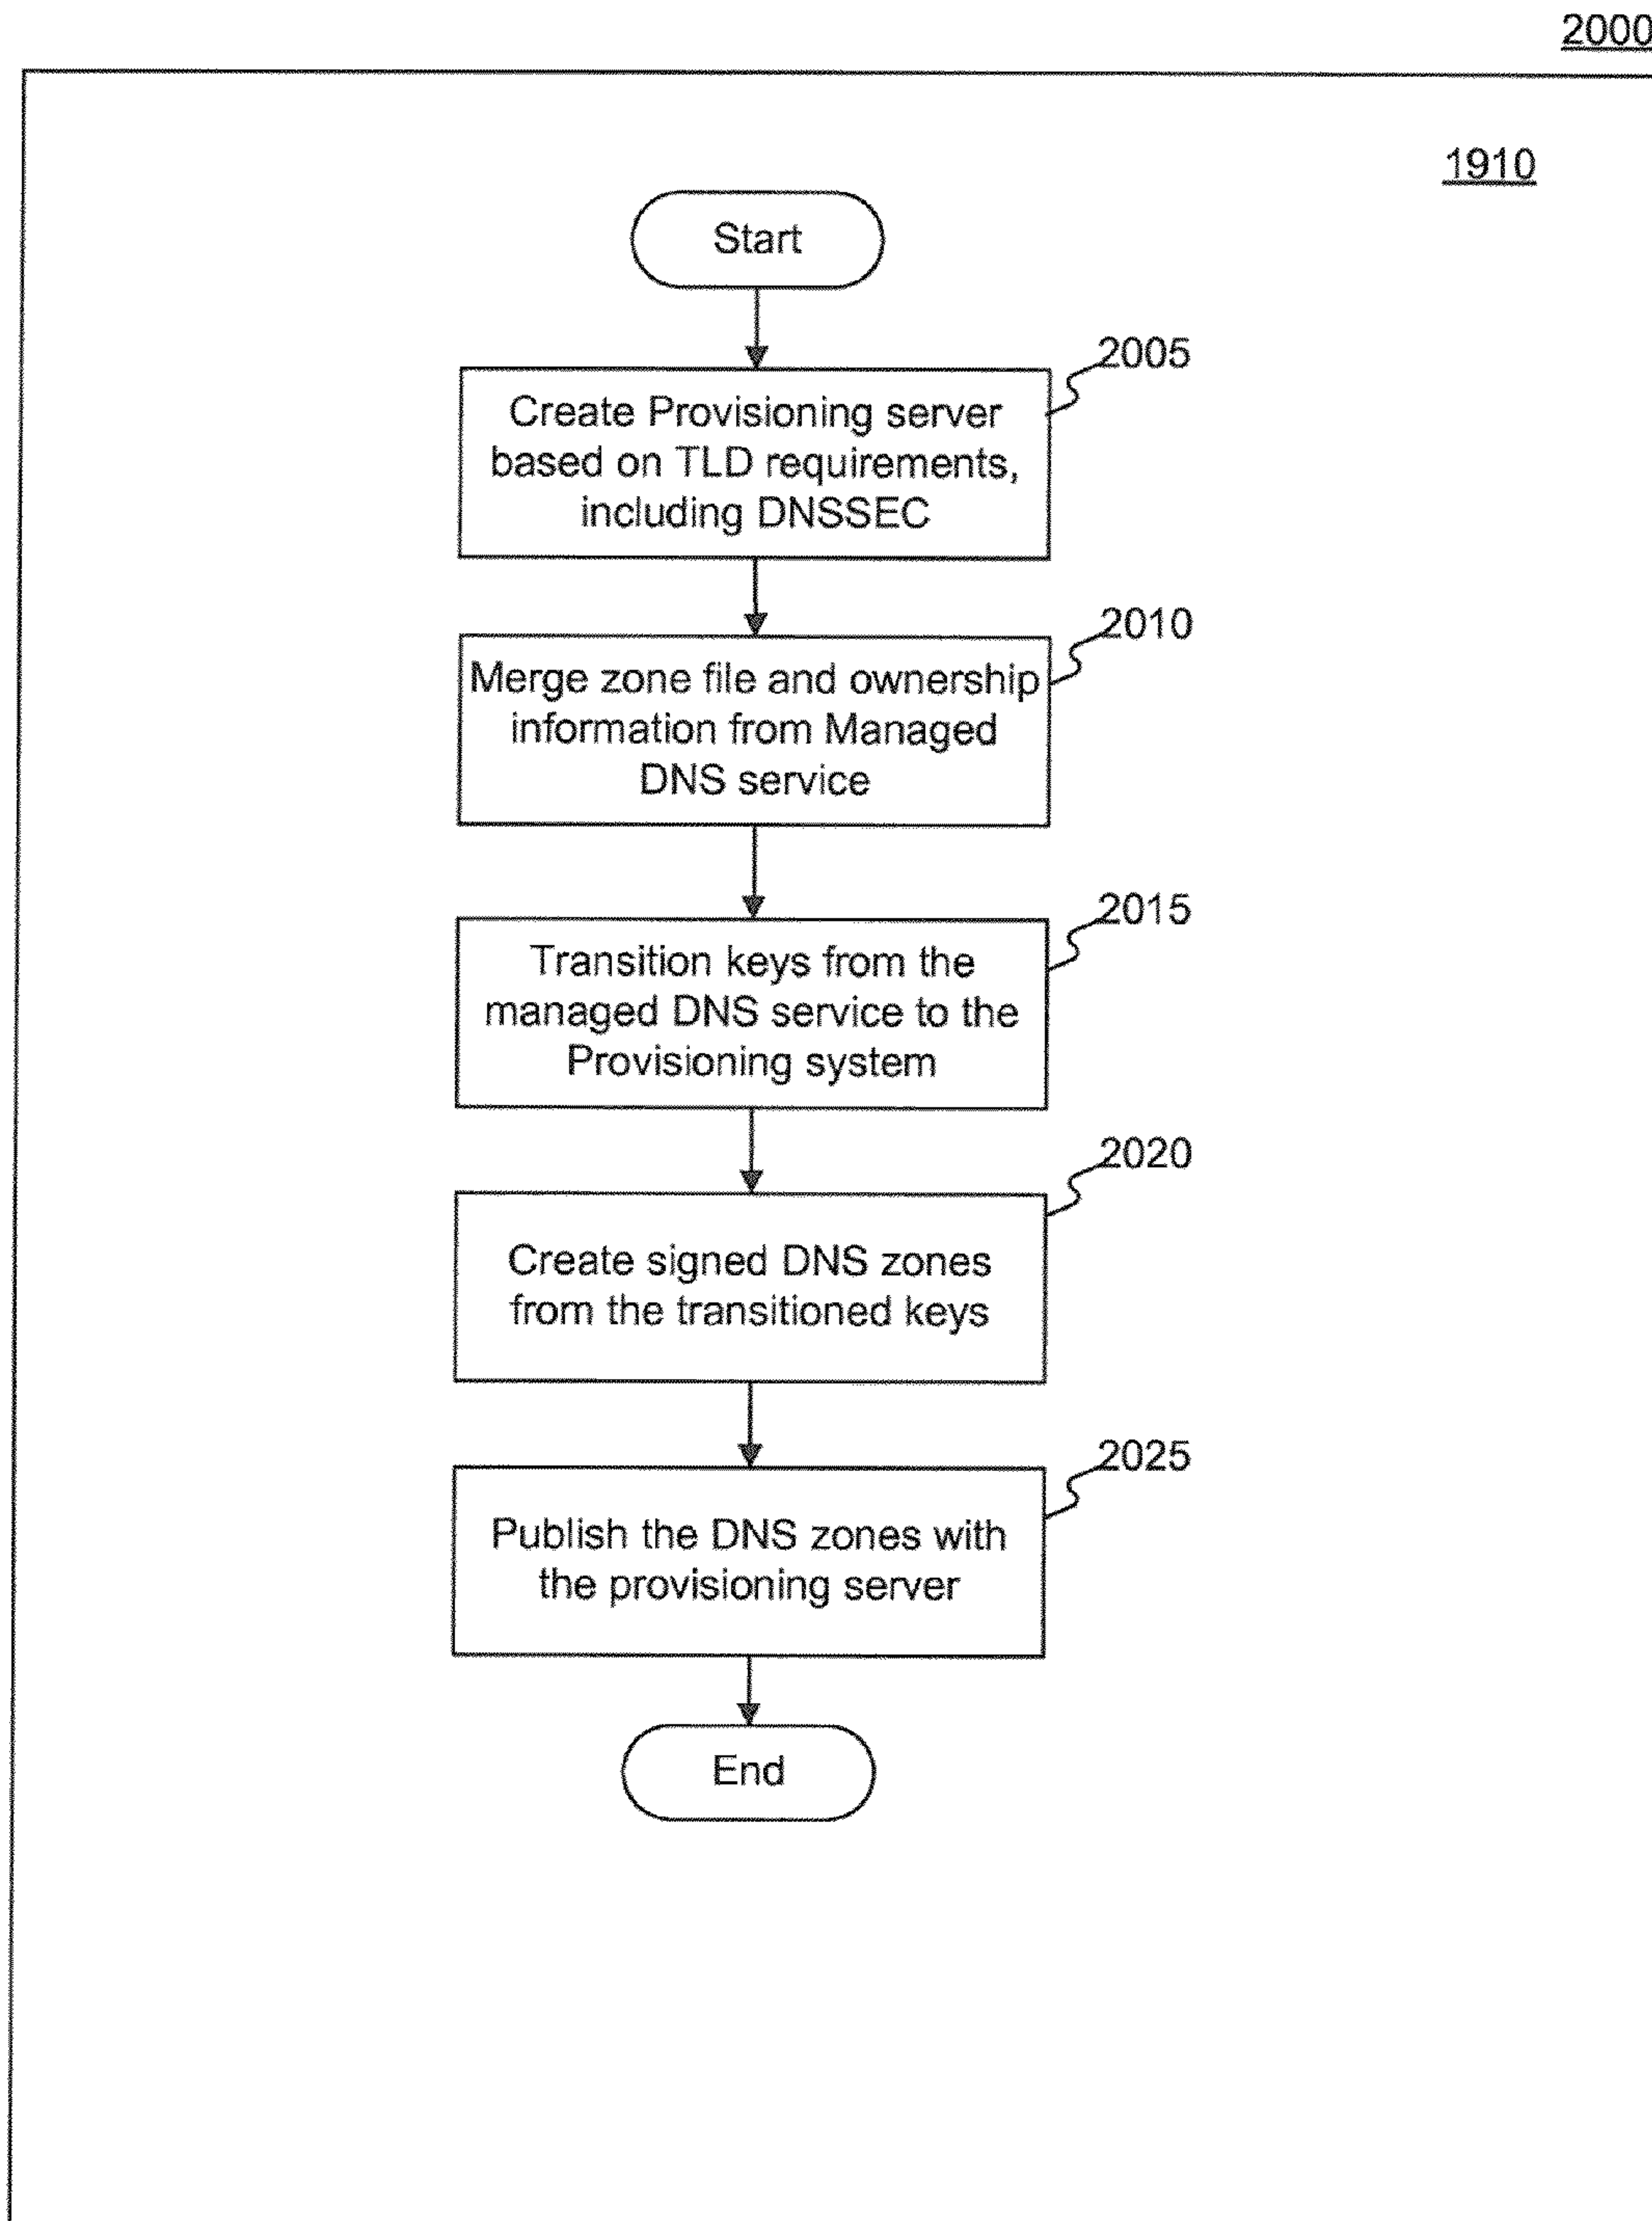 2000
1910
Start
2005
Create Provisioning server
based on TLD requirements,
including DNSSEC
2010
Merge zone file and ownership
information from Managed
DNS service
2015
Transition keys from the
managed DNS service to the
Provisioning system
2020
Create signed DNS zones
from the transitioned keys
2025
Publish the DNS zones with
the provisioning server
End